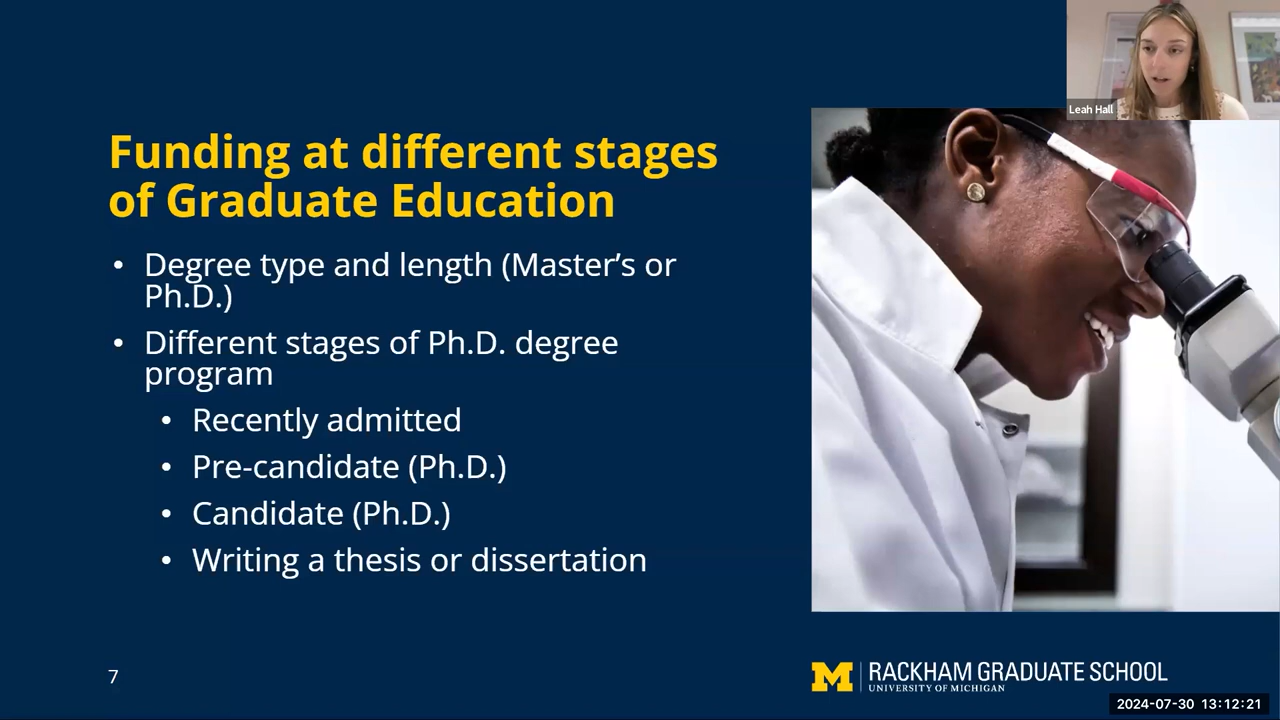 Leah Hall
Funding at different stages
of Graduate Education
• Degree type and length (Master’s or
Ph.D.)
• Different stages of Ph.D. degree
program
• Recently admitted
• Pre-candidate (Ph.D.)
• Candidate (Ph.D.)
• Writing a thesis or dissertation
7
M RACKHAM GRADUATE SCHOOL
UNIVERSITY OF MICHIGAN
2024-07-30 13:12:21